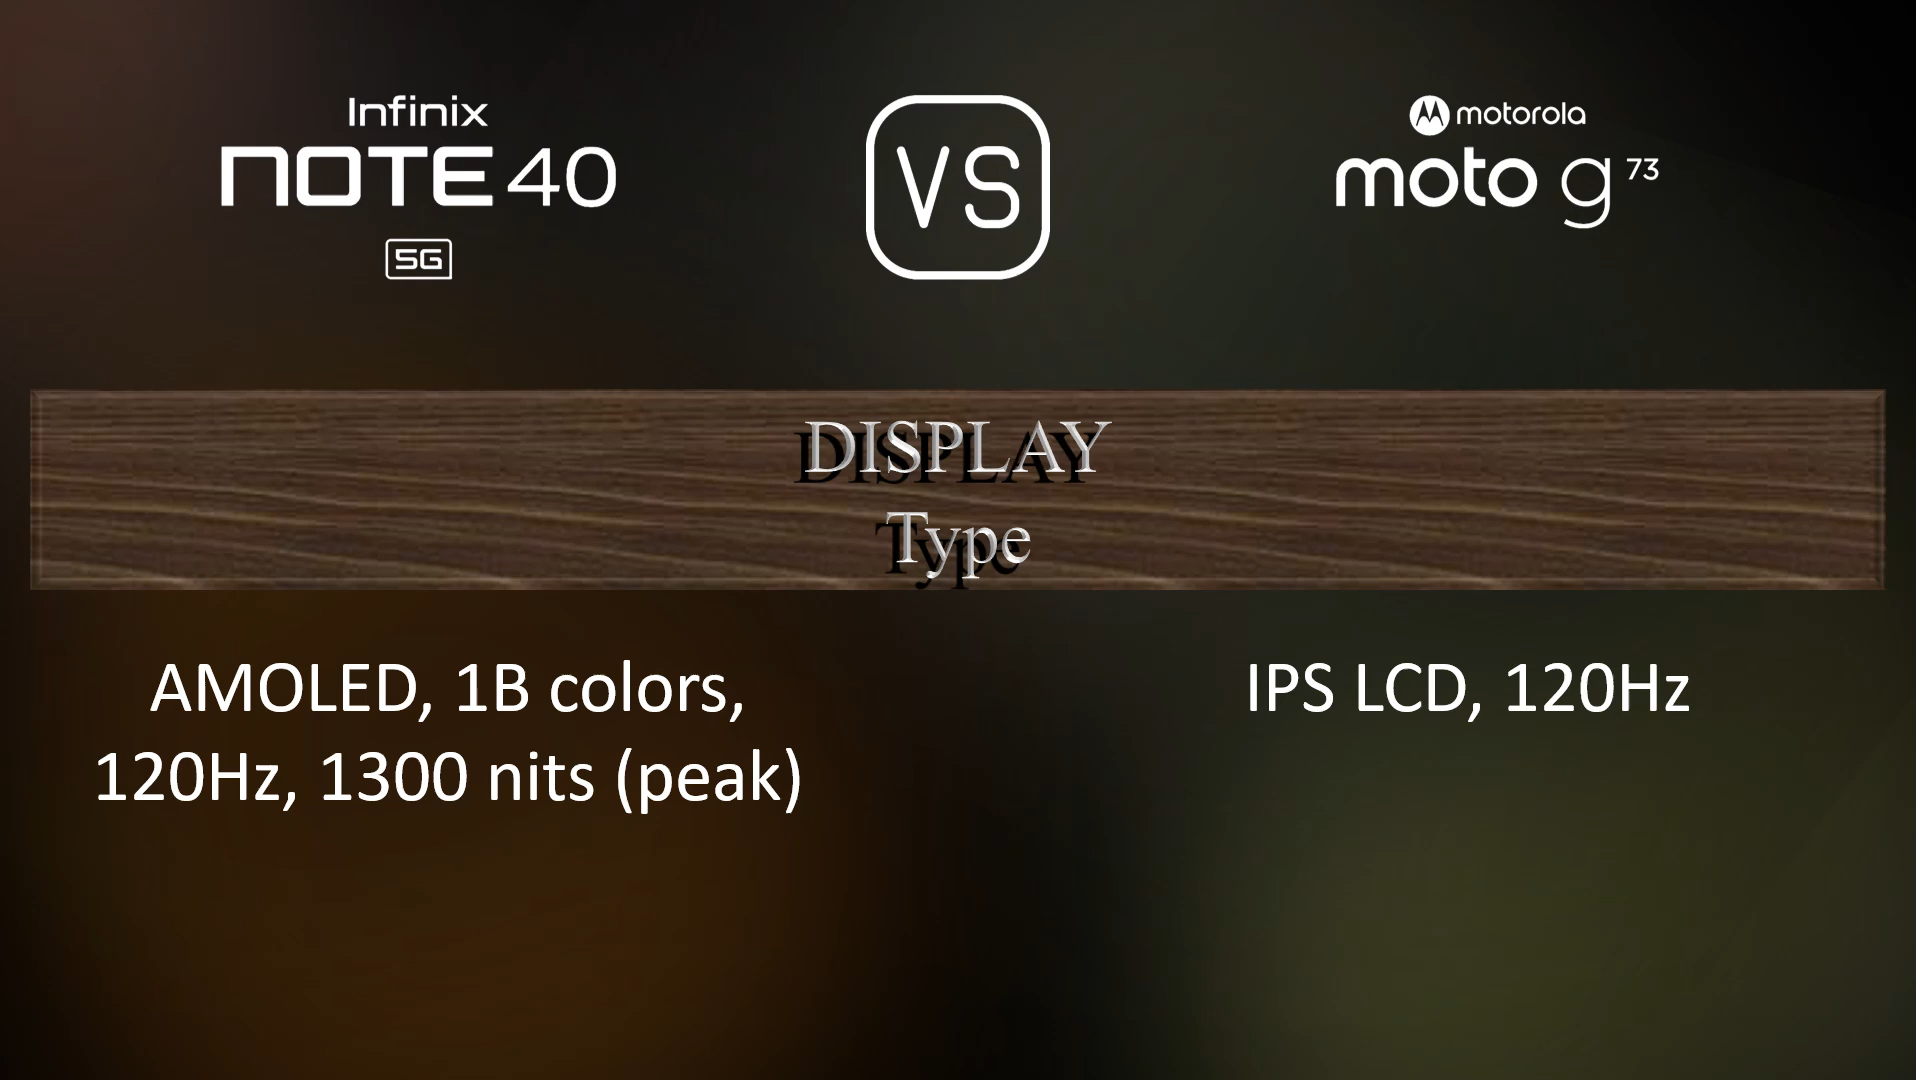 Infinix
NOTE 40
5G
VS
motorola
moto g 73
DISPLAY
Type
AMOLED, 1B colors,
120Hz, 1300 nits (peak)
IPS LCD, 120Hz